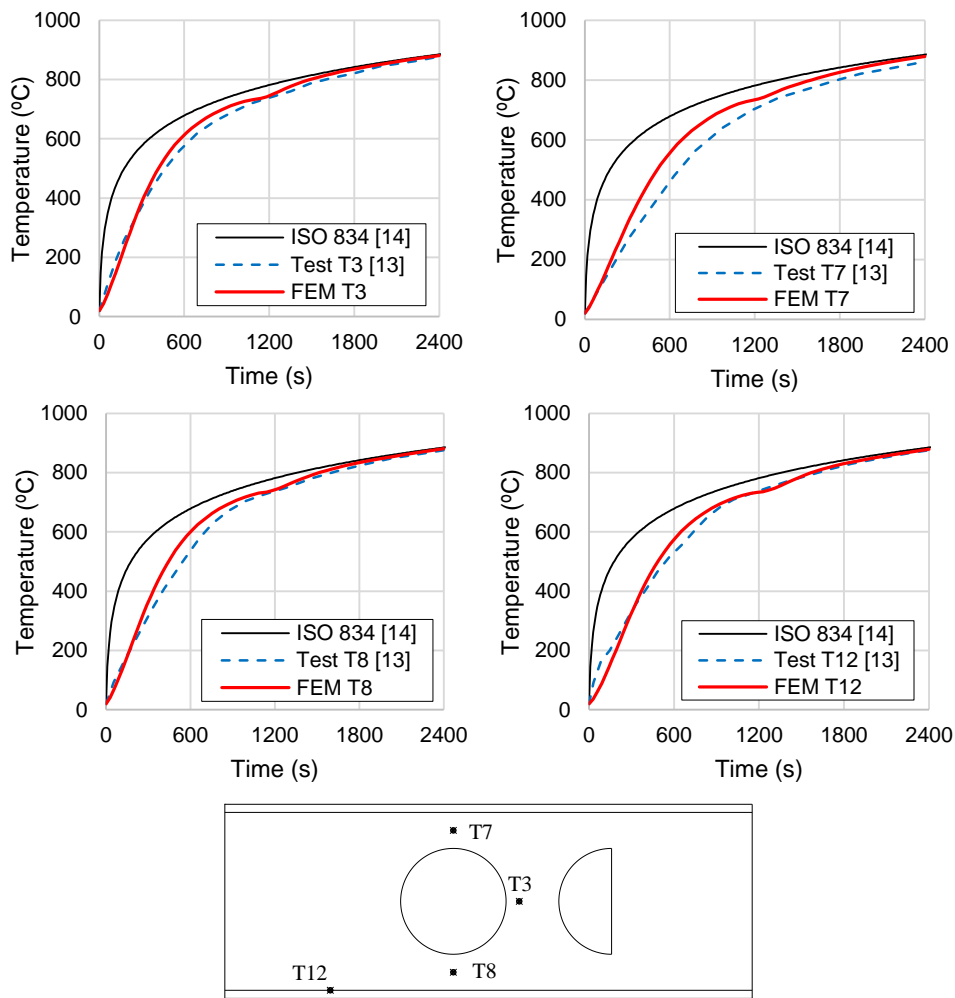 1000
800
600
400
200
0
Temperature (ºC)
ISO 834 [14]
Test T3 [13]
FEM T3
0 600 1200 1800 2400
Time (s)
1000
800
600
400
200
0
Temperature (ºC)
ISO 834 [14]
Test T7 [13]
FEM T7
0 600 1200 1800 2400
Time (s)
1000
800
600
400
200
0
Temperature (ºC)
ISO 834 [14]
Test T8 [13]
FEM T8
0 600 1200 1800 2400
Time (s)
1000
800
600
400
200
0
Temperature (ºC)
ISO 834 [14]
Test T12 [13]
FEM T12
0 600 1200 1800 2400
Time (s)
T7
T3
T12
T8